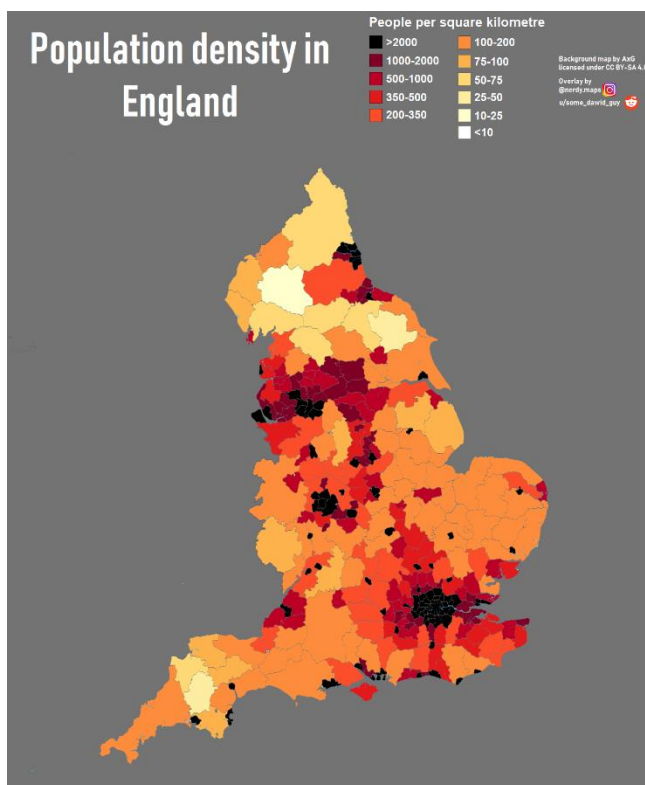 Population density in
England
People per square kilometre
>2000
1000-2000
500-1000
350-500
200-350
100-200
75-100
50-75
25-50
10-25
<10
Background map by AxG
licensed under CC BY-SA 4.0
Overlay by
@nerdy.maps
u/some_dawid_guy